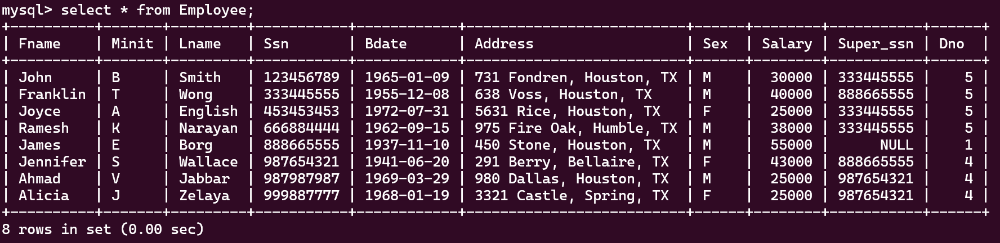 mysql> select * from Employee;
+----------+-------+---------+-----------+------------+--------------------------+------+--------+-----------+------+
| Fname    | Minit | Lname   | Ssn       | Bdate      | Address                  | Sex  | Salary | Super_ssn | Dno  |
+----------+-------+---------+-----------+------------+--------------------------+------+--------+-----------+------+
| John     | B     | Smith   | 123456789 | 1965-01-09 | 731 Fondren, Houston, TX | M    |  30000 | 333445555 |    5 |
| Franklin | T     | Wong    | 333445555 | 1955-12-08 | 638 Voss, Houston, TX    | M    |  40000 | 888665555 |    5 |
| Joyce    | A     | English | 453453453 | 1972-07-31 | 5631 Rice, Houston, TX   | F    |  25000 | 333445555 |    5 |
| Ramesh   | K     | Narayan | 666884444 | 1962-09-15 | 975 Fire Oak, Humble, TX | M    |  38000 | 333445555 |    5 |
| James    | E     | Borg    | 888665555 | 1937-11-10 | 450 Stone, Houston, TX   | M    |  55000 |      NULL |    1 |
| Jennifer | S     | Wallace | 987654321 | 1941-06-20 | 291 Berry, Bellaire, TX  | F    |  43000 | 888665555 |    4 |
| Ahmad    | V     | Jabbar  | 987987987 | 1969-03-29 | 980 Dallas, Houston, TX  | M    |  25000 | 987654321 |    4 |
| Alicia   | J     | Zelaya  | 999887777 | 1968-01-19 | 3321 Castle, Spring, TX  | F    |  25000 | 987654321 |    4 |
+----------+-------+---------+-----------+------------+--------------------------+------+--------+-----------+------+
8 rows in set (0.00 sec)